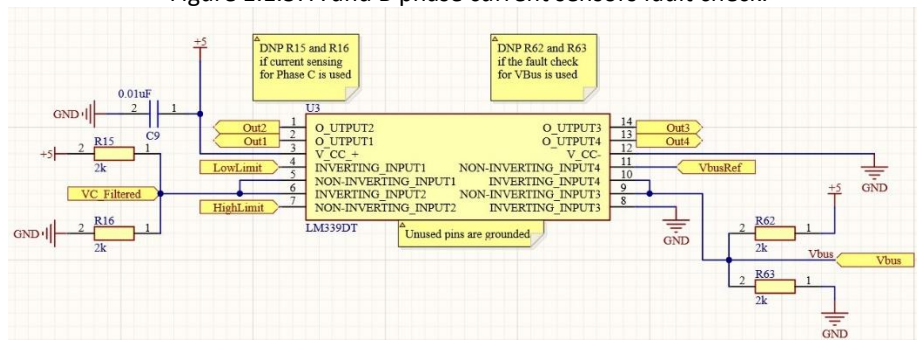 Figure 2.2.3.A and B phase current sensors fault check.
+5
DNP R15 and R16
if current sensing
for Phase C is used
DNP R62 and R63
if the fault check
for VBus is used
0.01uF
GND
2 1
C9
U3
Out2 1 O_UTPUT2 O_UTPUT3 14 Out3
Out1 2 O_UTPUT1 O_UTPUT4 13 Out4
3 V_CC_+ V_CC- 12
LowLimit 4 INVERTING_INPUT1 NON-INVERTING_INPUT4 11 VbusRef
5 NON-INVERTING_INPUT1 INVERTING_INPUT4 10
6 INVERTING_INPUT2 NON-INVERTING_INPUT3 9
HighLimit 7 NON-INVERTING_INPUT2 INVERTING_INPUT3 8
LM339DT
Unused pins are grounded
R15
+5 2 1
2k
VC_Filtered
R16
GND 2 1
2k
GND
GND
+5
R62
2 1
2k
Vbus Vbus
R63
2 1
2k
GND